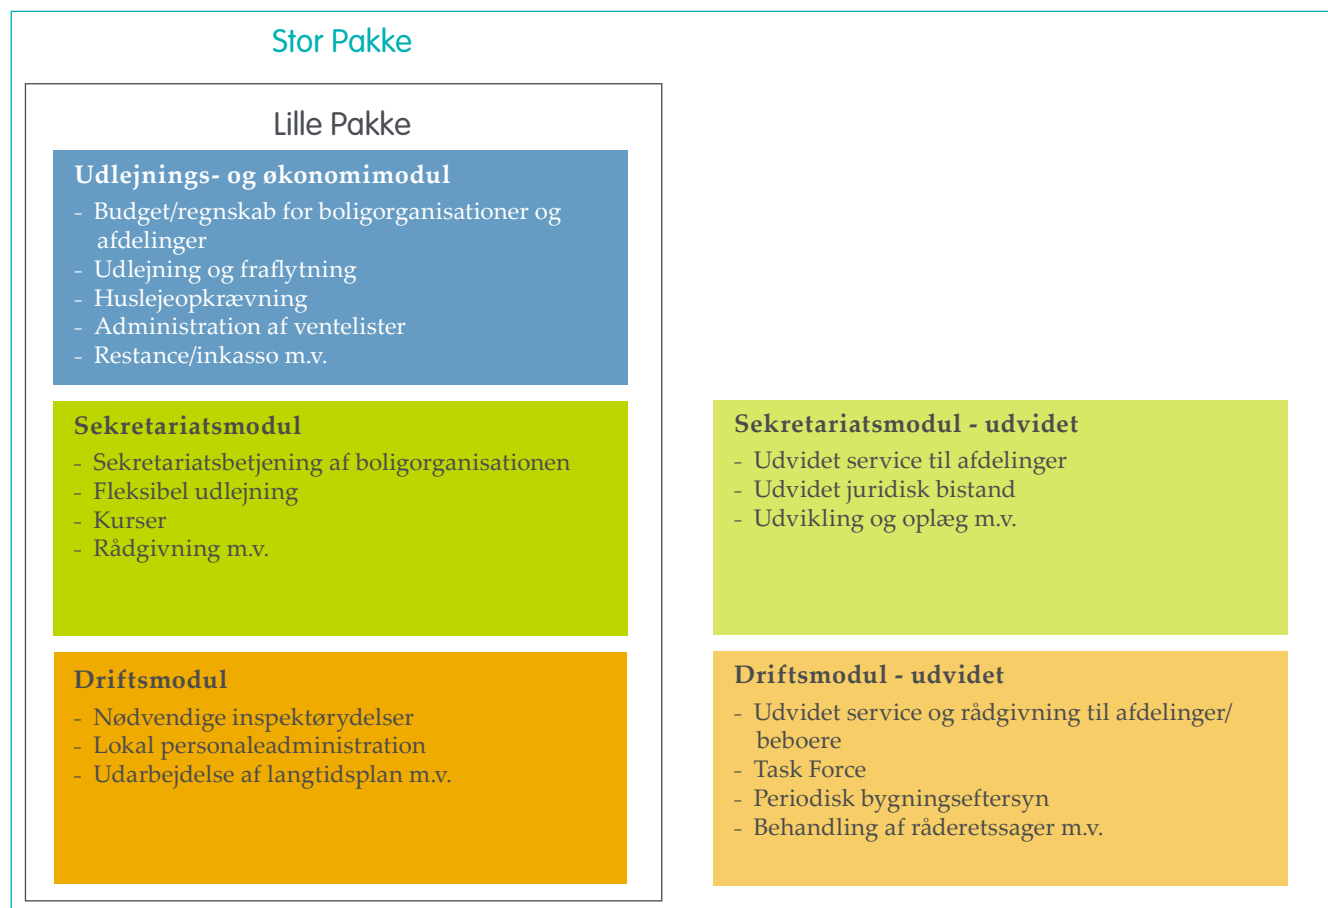 Stor Pakke
Lille Pakke
Udlejnings- og økonomimodul
- Budget/regnskab for boligorganisationer og
afdelinger
- Udlejning og fraflytning
- Huslejeopkrævning
- Administration af ventelister
- Restance/inkasso m.v.
Sekretariatsmodul
- Sekretariatsbetjening af boligorganisationen
- Fleksibel udlejning
- Kurser
- Rådgivning m.v.
Driftsmodul
- Nødvendige inspektørydelser
- Lokal personaleadministration
- Udarbejdelse af langtidsplan m.v.
Sekretariatsmodul - udvidet
- Udvidet service til afdelinger
- Udvidet juridisk bistand
- Udvikling og oplæg m.v.
Driftsmodul - udvidet
- Udvidet service og rådgivning til afdelinger/
beboere
- Task Force
- Periodisk bygningseftersyn
- Behandling af råderetssager m.v.